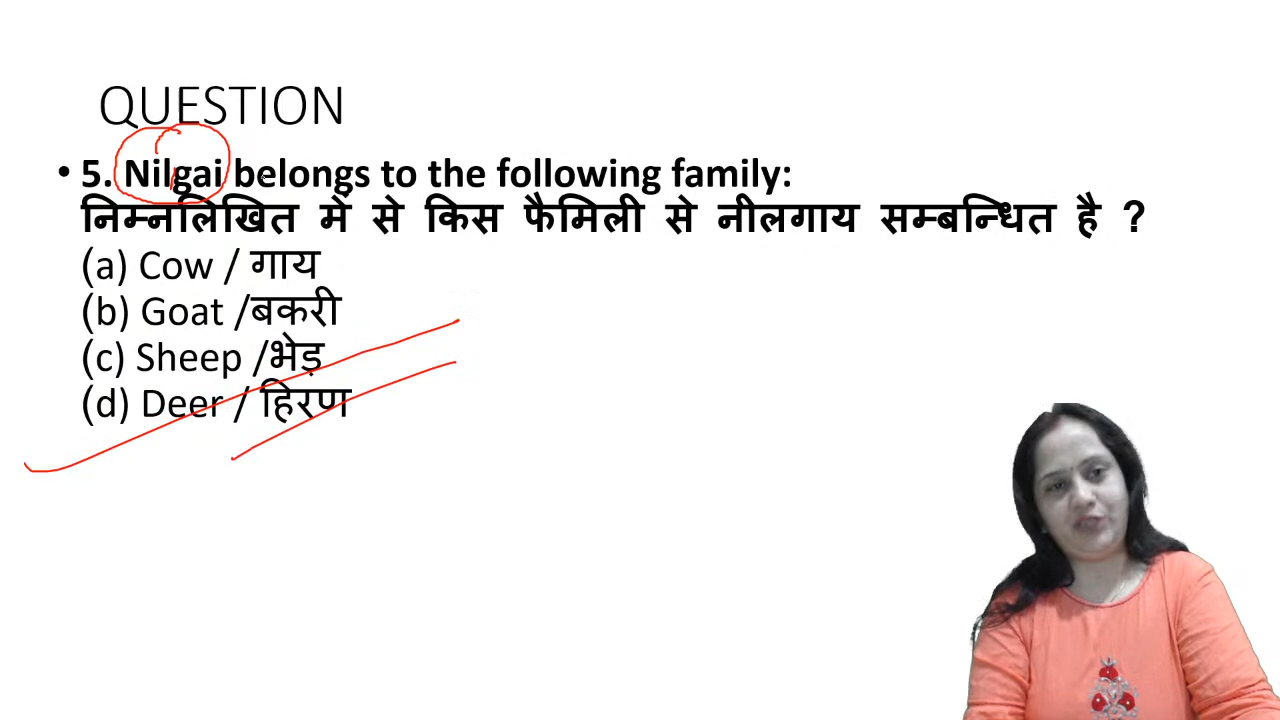 QUESTION
• 5. Nilgai belongs to the following family:
निम्नलिखित में से किस फैमिली से नीलगाय सम्बन्धित है ?
(a) Cow / गाय
(b) Goat /बकरी
(c) Sheep /भेड़
(d) Deer / हिरण